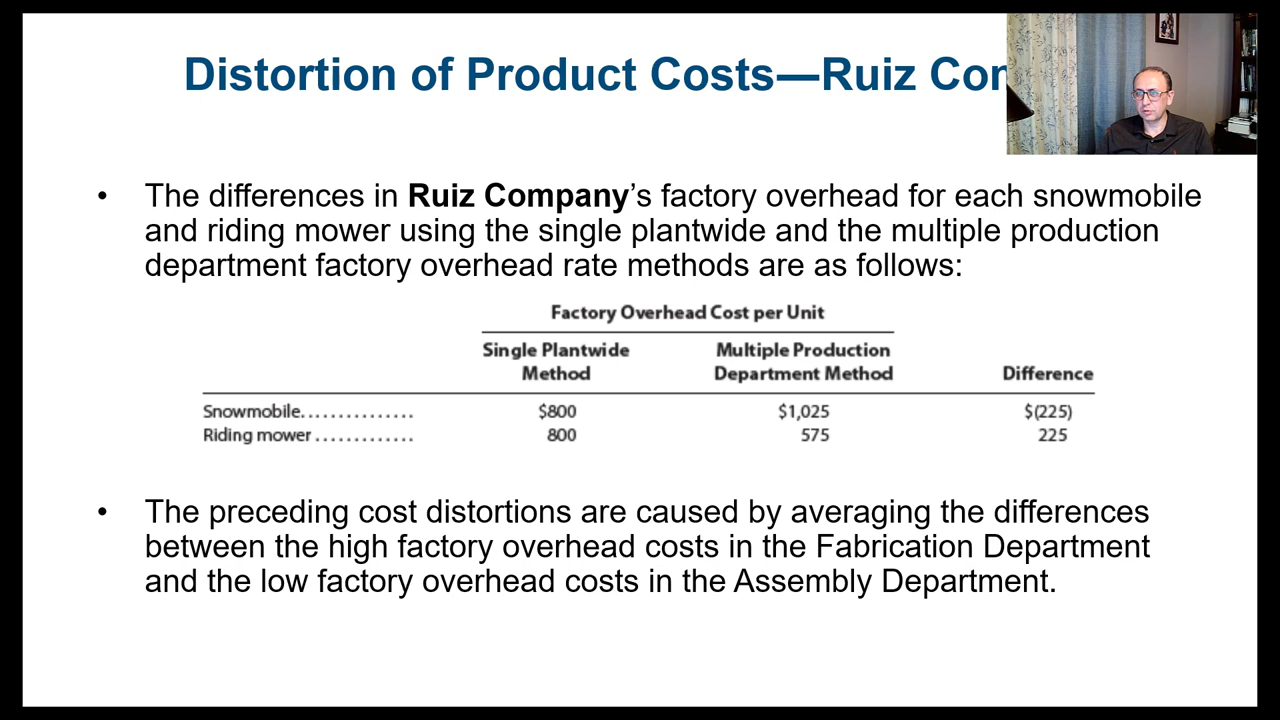 Distortion of Product Costs—Ruiz
• The differences in Ruiz Company’s factory overhead for each snowmobile
and riding mower using the single plantwide and the multiple production
department factory overhead rate methods are as follows:
Factory Overhead Cost per Unit
Single Plantwide Multiple Production
Method Department Method Difference
Snowmobile............... $800 $1,025 $(225)
Riding mower............. 800 575 225
• The preceding cost distortions are caused by averaging the differences
between the high factory overhead costs in the Fabrication Department
and the low factory overhead costs in the Assembly Department.